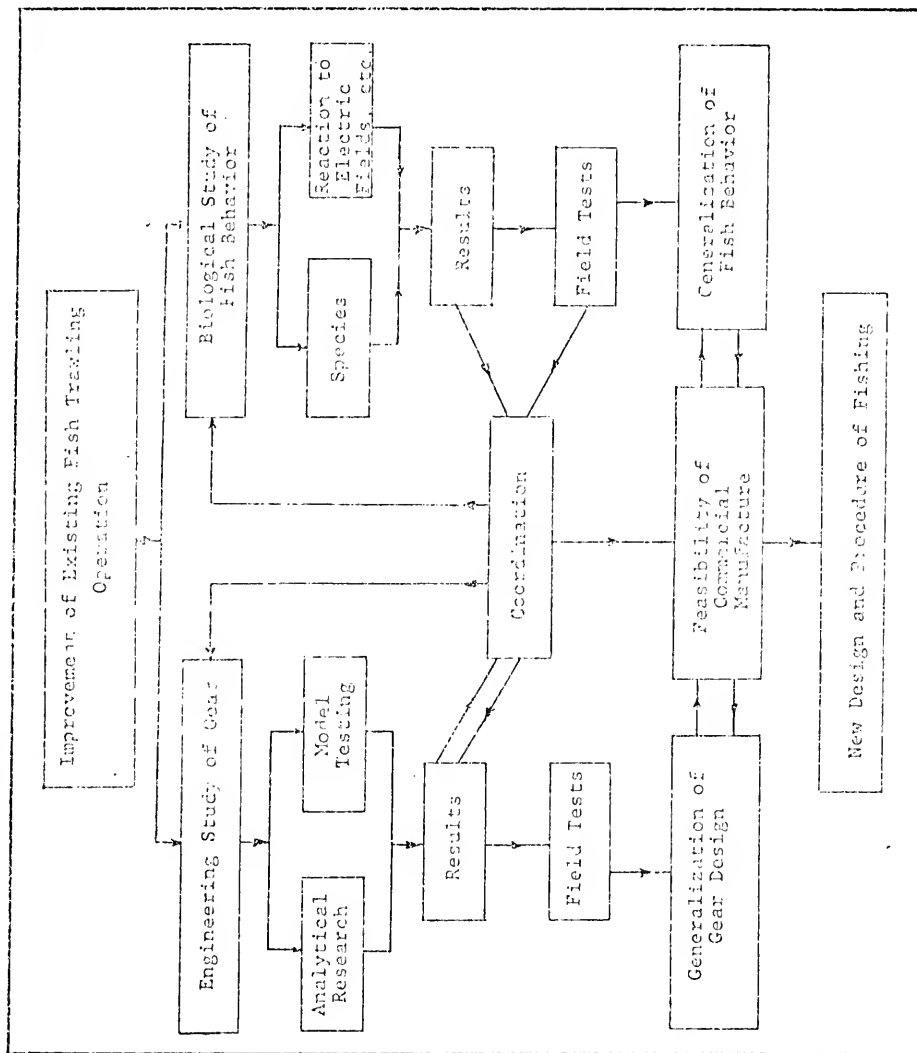 Improvement of Existing Fish Trawling
Operation
Engineering Study of Gear
Biological Study of
Fish Behavior
Analytical
Research
Model
Testing
Species
Reaction to
Electric
Fields, etc.
Results
Results
Coordination
Field Tests
Field Tests
Generalization of
Gear Design
Feasibility of
Commercial
Manufacture
Generalization of
Fish Behavior
New Design and Procedure of Fishing